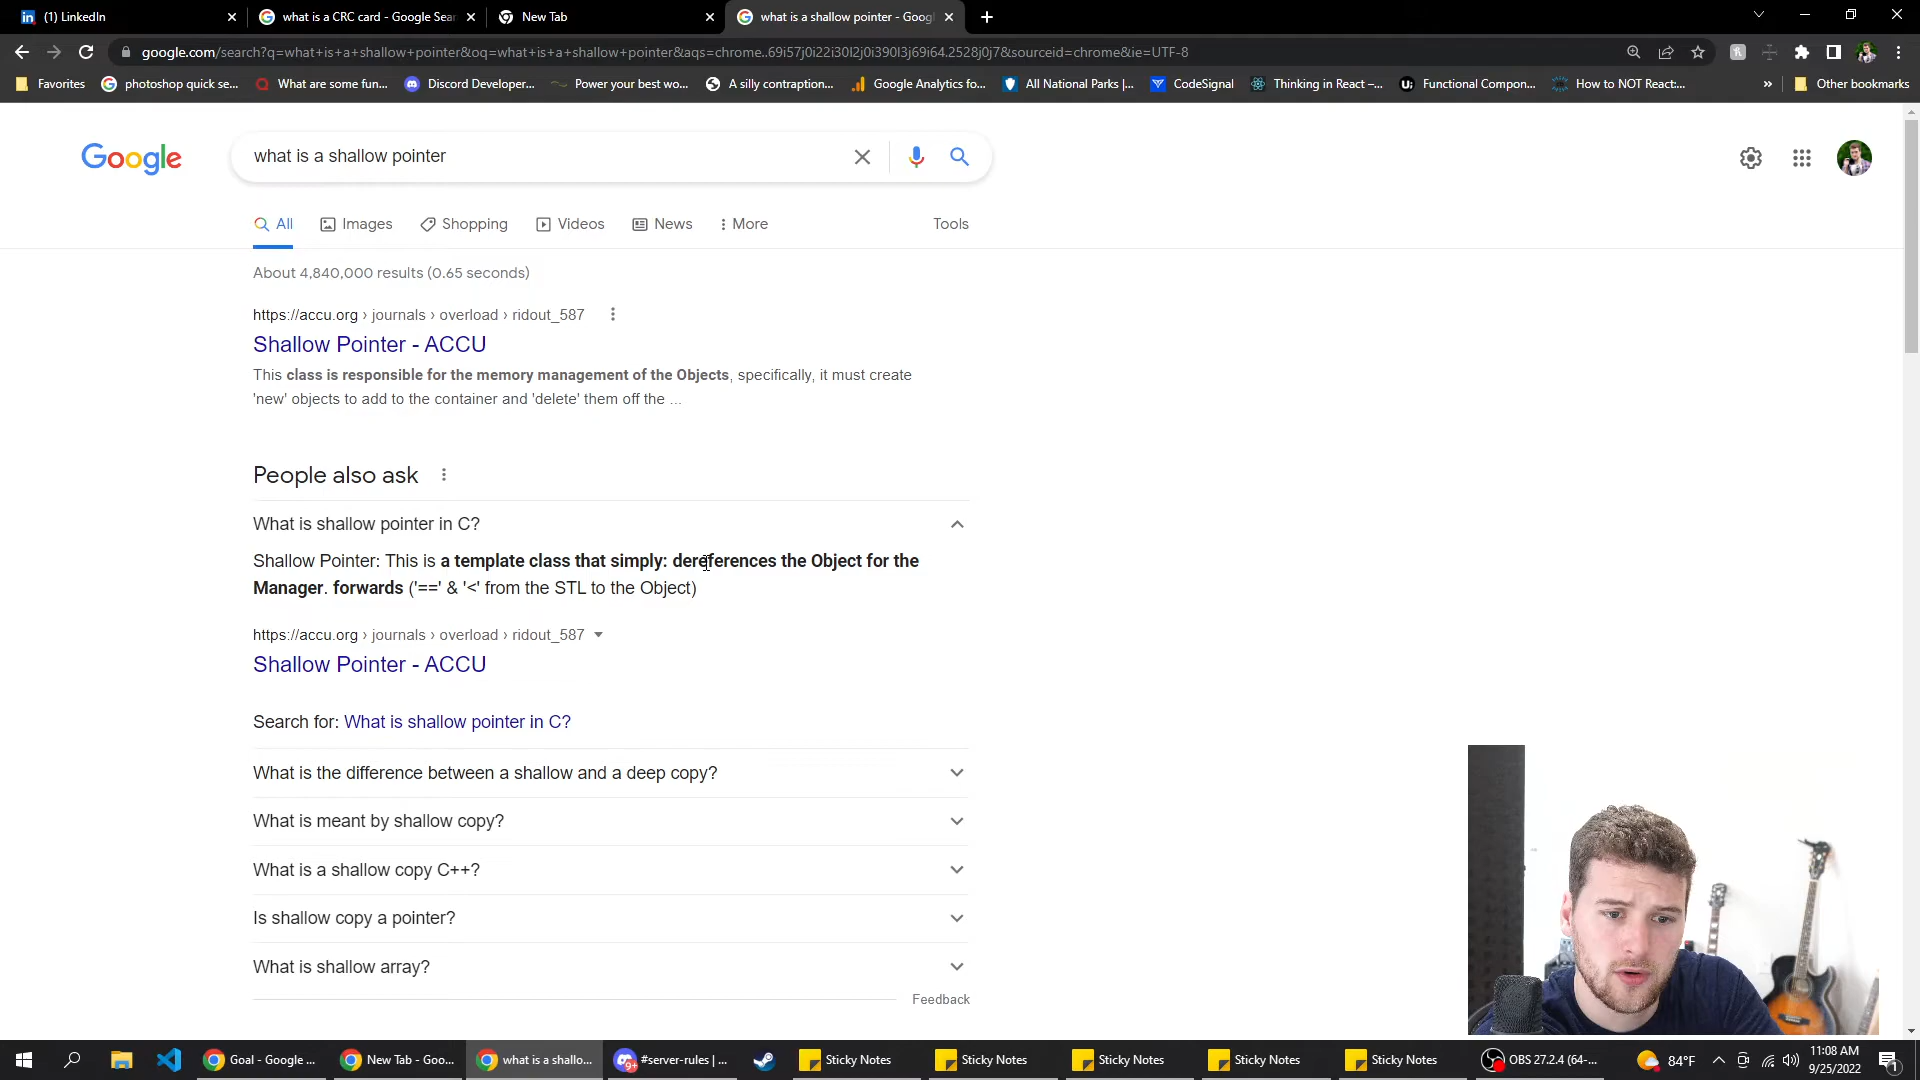 (1) LinkedIn
what is a CRC card - Google Sear
New Tab
what is a shallow pointer - Goog
google.com/search?q=what+is+a+shallow+pointer&oq=what+is+a+shallow+pointer&aqs=chrome..69i57j0i22i30l2j0i390l3j69i64.2528j0j7&sourceid=chrome&ie=UTF-8
Favorites
photoshop quick se...
What are some fun...
Discord Developer...
Power your best wo...
A silly contraption...
Google Analytics fo...
All National Parks |...
CodeSignal
Thinking in React –...
Functional Compon...
How to NOT React:...
»
Other bookmarks
Google
what is a shallow pointer
All
Images
Shopping
Videos
News
More
Tools
About 4,840,000 results (0.65 seconds)
https://accu.org › journals › overload › ridout_587
Shallow Pointer - ACCU
This class is responsible for the memory management of the Objects, specifically, it must create
'new' objects to add to the container and 'delete' them off the ...
People also ask
What is shallow pointer in C?
Shallow Pointer: This is a template class that simply: dereferences the Object for the
Manager. forwards ('==' & '<' from the STL to the Object)
https://accu.org › journals › overload › ridout_587
Shallow Pointer - ACCU
Search for: What is shallow pointer in C?
What is the difference between a shallow and a deep copy?
What is meant by shallow copy?
What is a shallow copy C++?
Is shallow copy a pointer?
What is shallow array?
Feedback
Goal - Google ...
New Tab - Goo...
what is a shallo...
9+
#server-rules | ...
Sticky Notes
Sticky Notes
Sticky Notes
Sticky Notes
Sticky Notes
OBS 27.2.4 (64-...
84°F
11:08 AM
9/25/2022
1